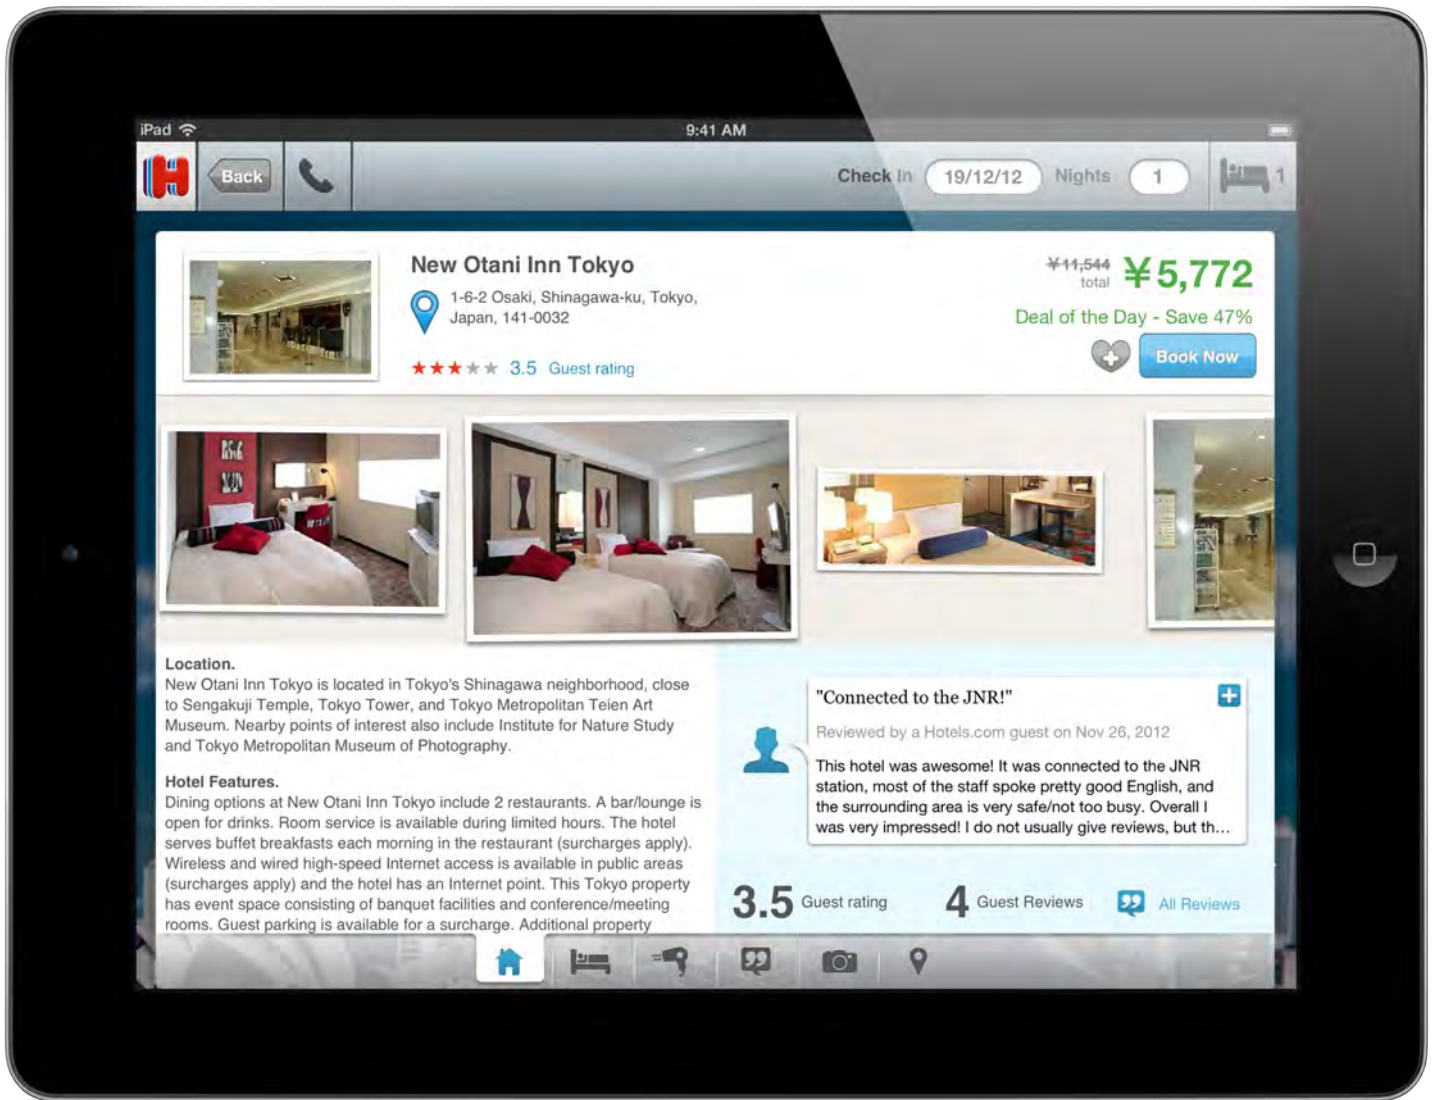 iPad
9:41 AM
Back
Check In
19/12/12
Nights
1
1
New Otani Inn Tokyo
1-6-2 Osaki, Shinagawa-ku, Tokyo,
Japan, 141-0032
3.5 Guest rating
¥11,544
total
¥5,772
Deal of the Day - Save 47%
Book Now
Location.
New Otani Inn Tokyo is located in Tokyo's Shinagawa neighborhood, close
to Sengakuji Temple, Tokyo Tower, and Tokyo Metropolitan Teien Art
Museum. Nearby points of interest also include Institute for Nature Study
and Tokyo Metropolitan Museum of Photography.
Hotel Features.
Dining options at New Otani Inn Tokyo include 2 restaurants. A bar/lounge is
open for drinks. Room service is available during limited hours. The hotel
serves buffet breakfasts each morning in the restaurant (surcharges apply).
Wireless and wired high-speed Internet access is available in public areas
(surcharges apply) and the hotel has an Internet point. This Tokyo property
has event space consisting of banquet facilities and conference/meeting
rooms. Guest parking is available for a surcharge. Additional property
"Connected to the JNR!"
Reviewed by a Hotels.com guest on Nov 26, 2012
This hotel was awesome! It was connected to the JNR
station, most of the staff spoke pretty good English, and
the surrounding area is very safe/not too busy. Overall I
was very impressed! I do not usually give reviews, but th...
3.5 Guest rating
4 Guest Reviews
All Reviews